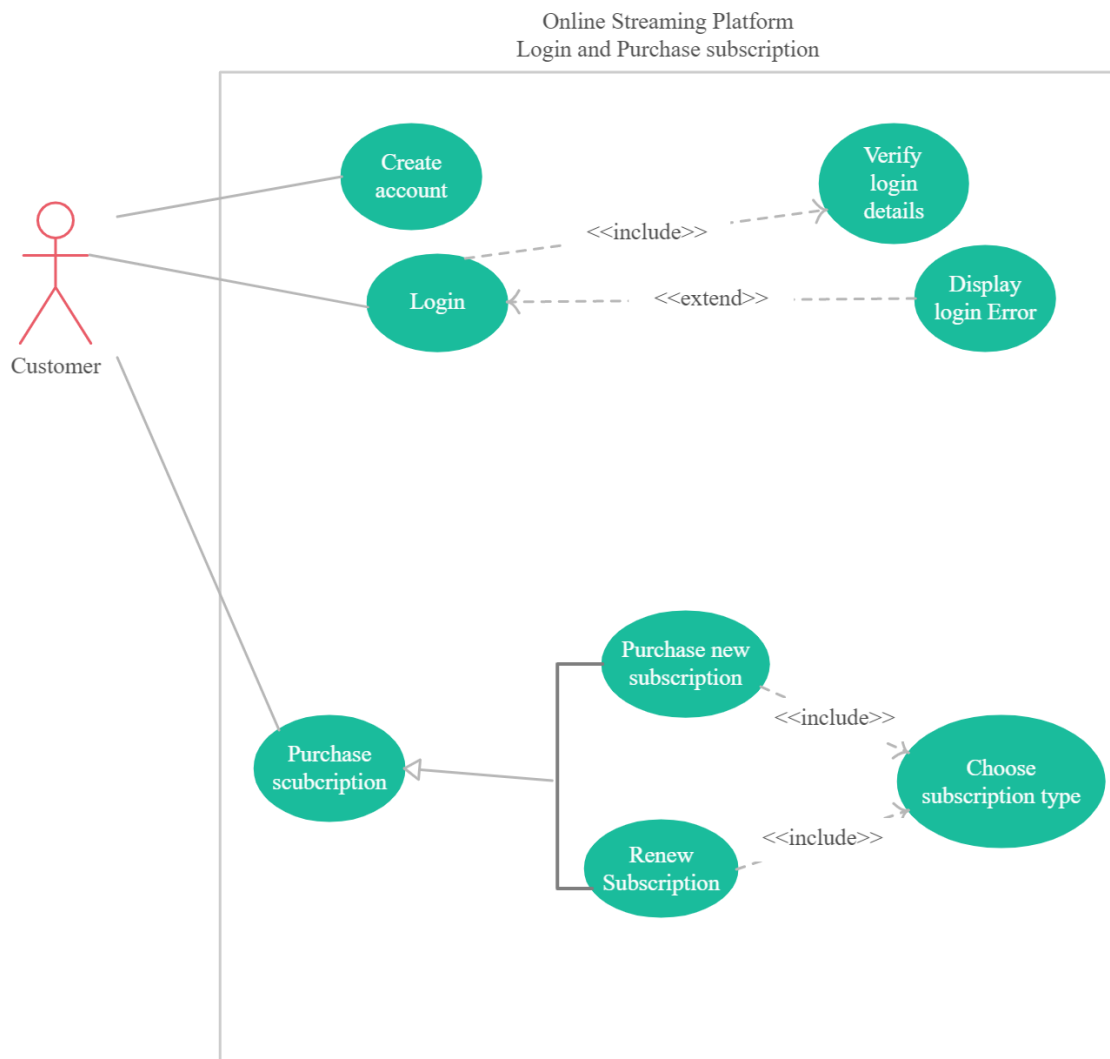 Online Streaming Platform
Login and Purchase subscription
Create
account
Verify
login
details
<<include>>
Login
<<extend>>
Display
login Error
Customer
Purchase new
subscription
<<include>>
Purchase
scubcription
Choose
subscription type
<<include>>
Renew
Subscription